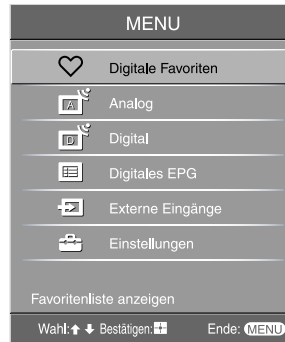 MENU
Digitale Favoriten
A Analog
D Digital
Digitales EPG
Externe Eingänge
Einstellungen
Favoritenliste anzeigen
Wahl: Bestätigen: Ende: MENU